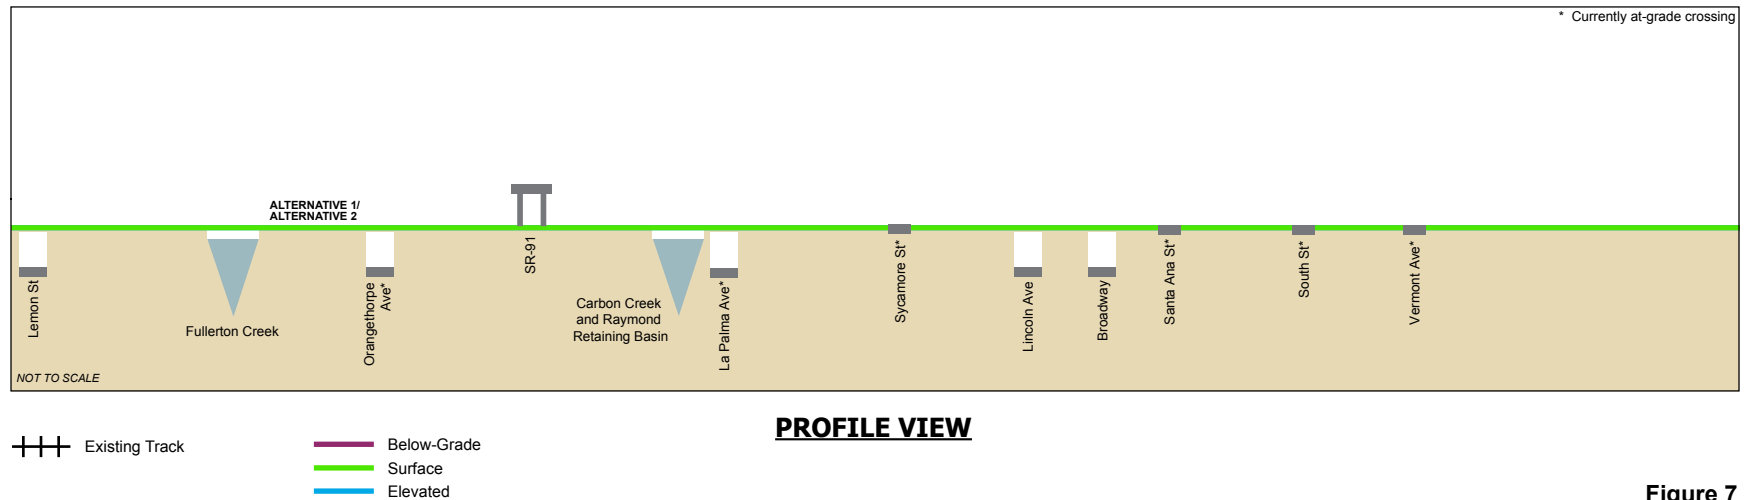 * Currently at-grade crossing
ALTERNATIVE 1/
ALTERNATIVE 2
Lemon St
Fullerton Creek
Orangethorpe
Ave*
SR-91
Carbon Creek
and Raymond
Retaining Basin
La Palma Ave*
Sycamore St*
Lincoln Ave
Broadway
Santa Ana St*
South St*
Vermont Ave*
NOT TO SCALE
PROFILE VIEW
Existing Track
Below-Grade
Surface
Elevated
Figure 7